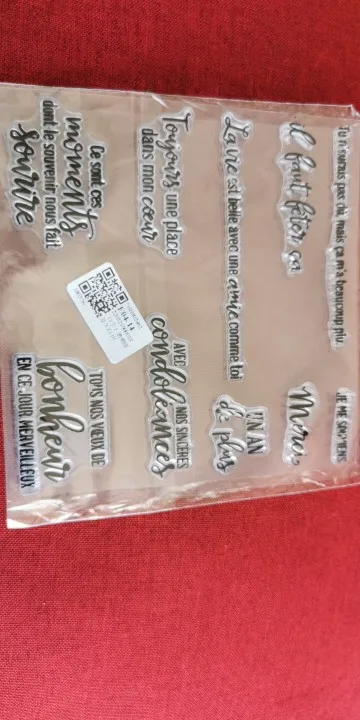 Tu n'aurais pas dû, mais ça m'a beaucoup plu
JE ME SOUVIENS
il faut fêter ça
Merci
La vie est belle avec une amie comme toi
UN AN
de plus
Toujours une place
dans mon cœur
AVEC NOS SINCÈRES
condoléances
Ce sont ces
moments
dont le souvenir nous fait
sourire
TOUS NOS VŒUX DE
bonheur
EN CE JOUR MERVEILLEUX